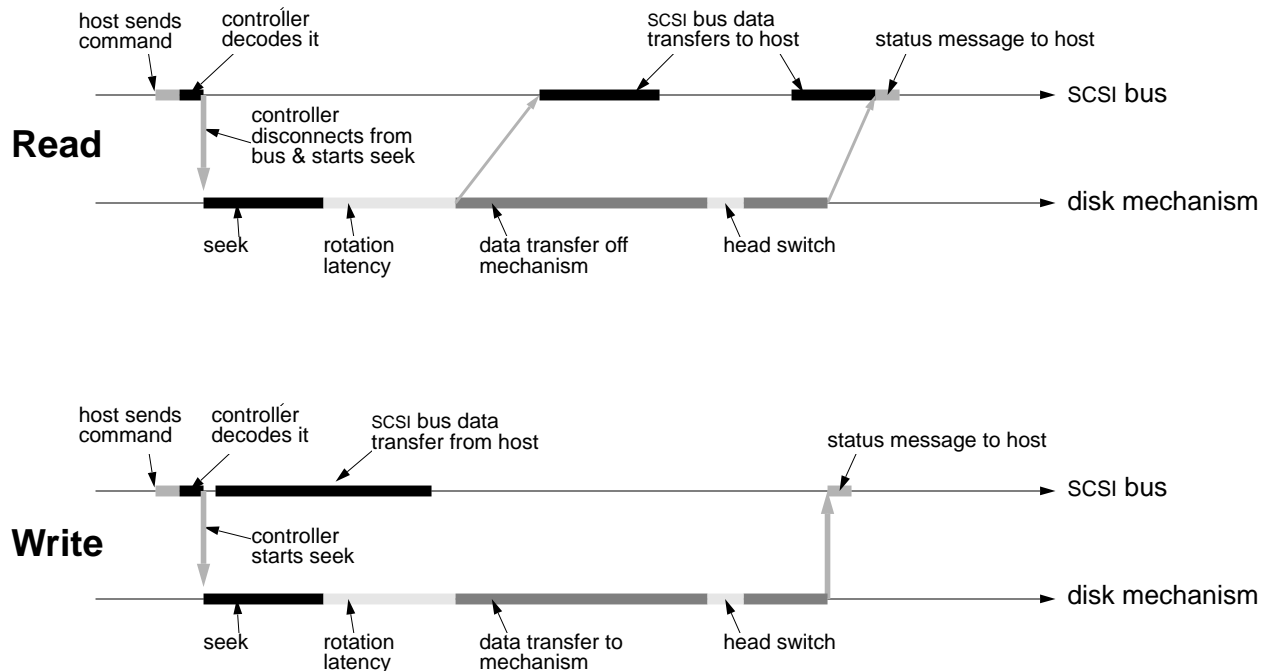 host sends
command
controller
decodes it
SCSI bus data
transfers to host
status message to host
SCSI bus
controller
disconnects from
bus & starts seek
Read
disk mechanism
seek
rotation
latency
data transfer off
mechanism
head switch
host sends
command
controller
decodes it
SCSI bus data
transfer from host
status message to host
SCSI bus
controller
starts seek
Write
disk mechanism
seek
rotation
latency
data transfer to
mechanism
head switch